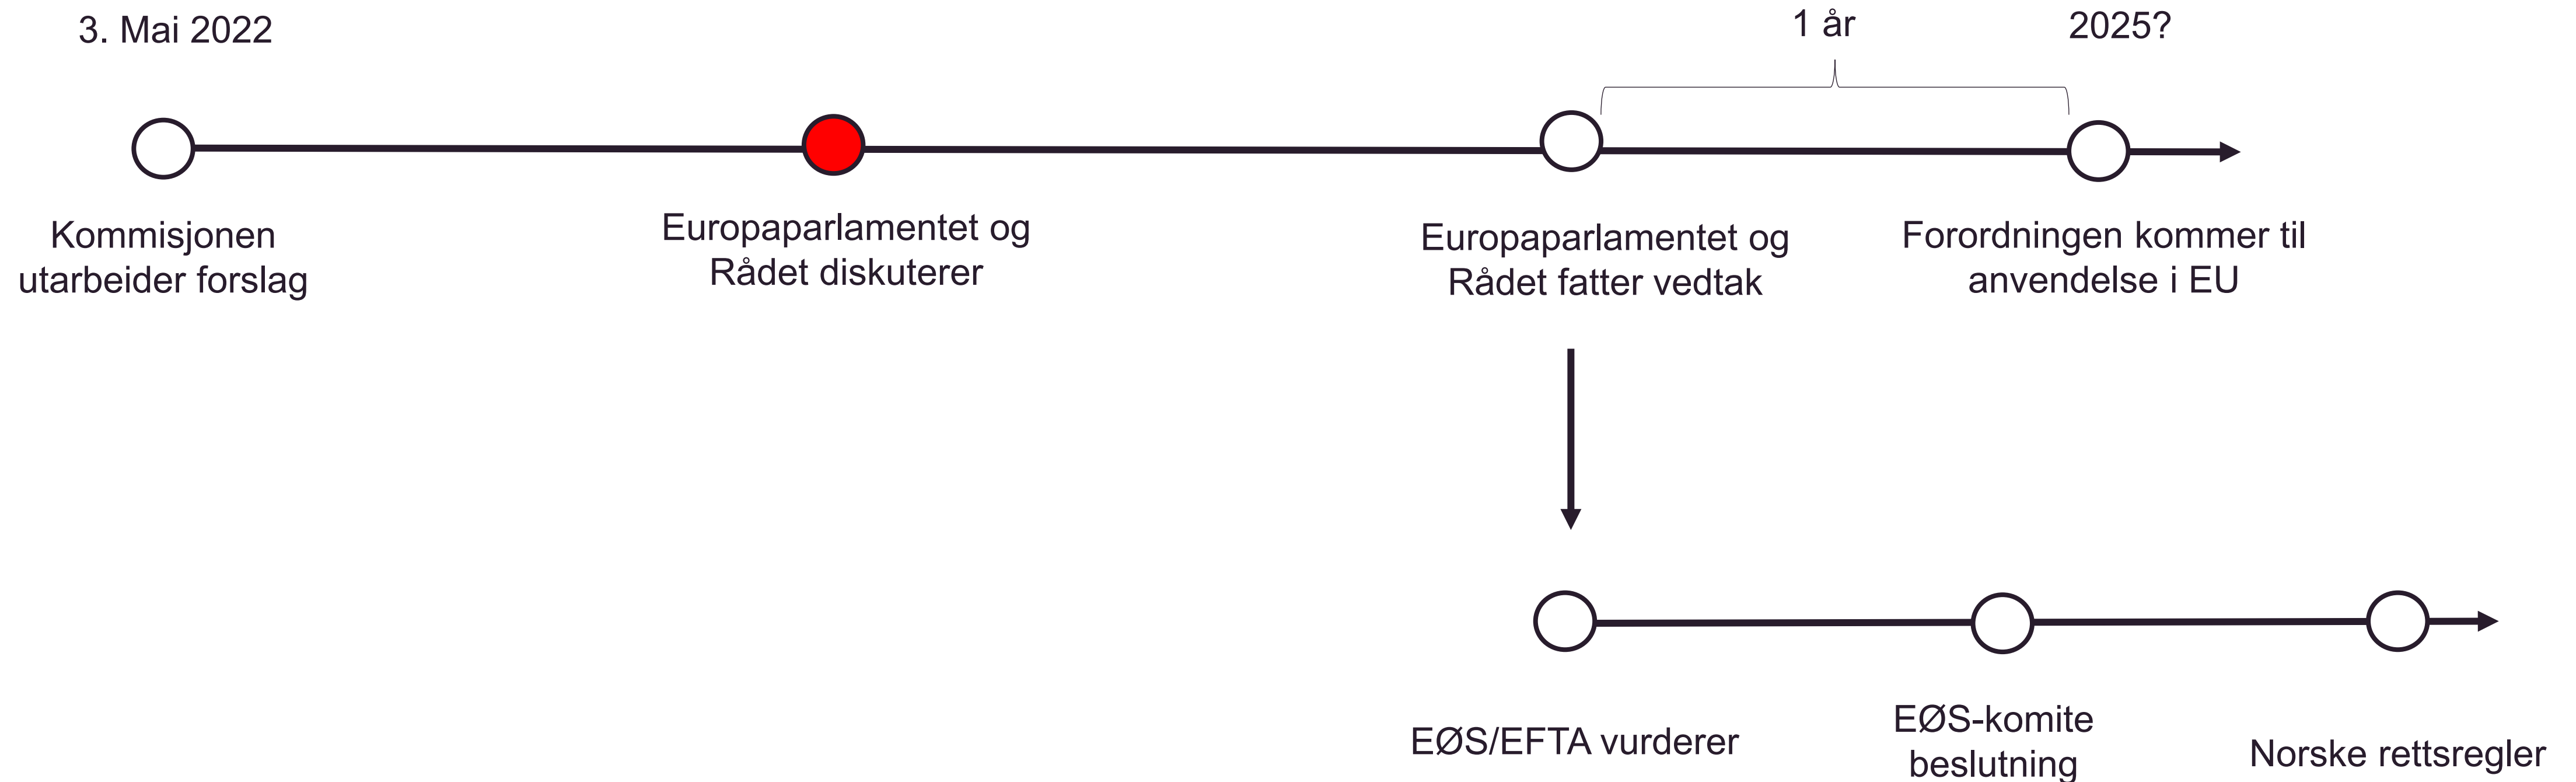 3. Mai 2022
1 år
2025?
Kommisjonen
utarbeider forslag
Europaparlamentet og
Rådet diskuterer
Europaparlamentet og
Rådet fatter vedtak
Forordningen kommer til
anvendelse i EU
EØS/EFTA vurderer
EØS-komite
beslutning
Norske rettsregler